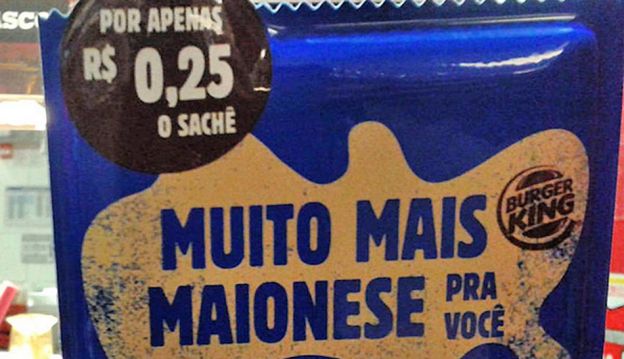 POR APENAS
R$ 0,25
O SACHÊ
BURGER
KING
MUITO MAIS
MAIONESE PRA
VOCÊ